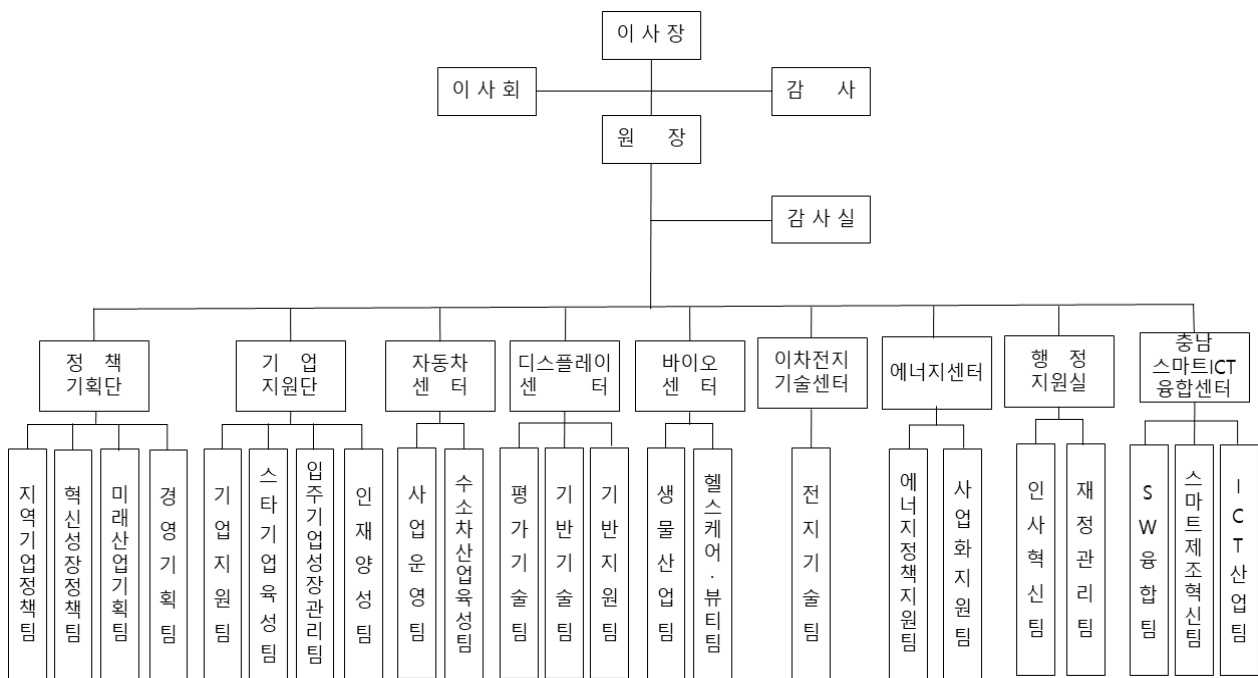 이 사 장
이 사 회
감 사
원 장
감 사 실
정 책
기획단
기 업
지원단
자동차
센 터
디스플레이
센 터
바이오
센 터
이차전지
기술센터
에너지센터
행 정
지원실
충남
스마트ICT
융합센터
지역기업정책팀
혁신성장정책팀
미래산업기획팀
경영기획팀
기업지원팀
스타기업육성팀
입주기업성장관리팀
인재양성팀
사업운영팀
수소차산업육성팀
평가기술팀
기반기술팀
기반지원팀
생물산업팀
헬스케어·뷰티팀
전지기술팀
에너지정책지원팀
사업화지원팀
인사혁신팀
재정관리팀
SW융합팀
스마트제조혁신팀
ICT산업팀